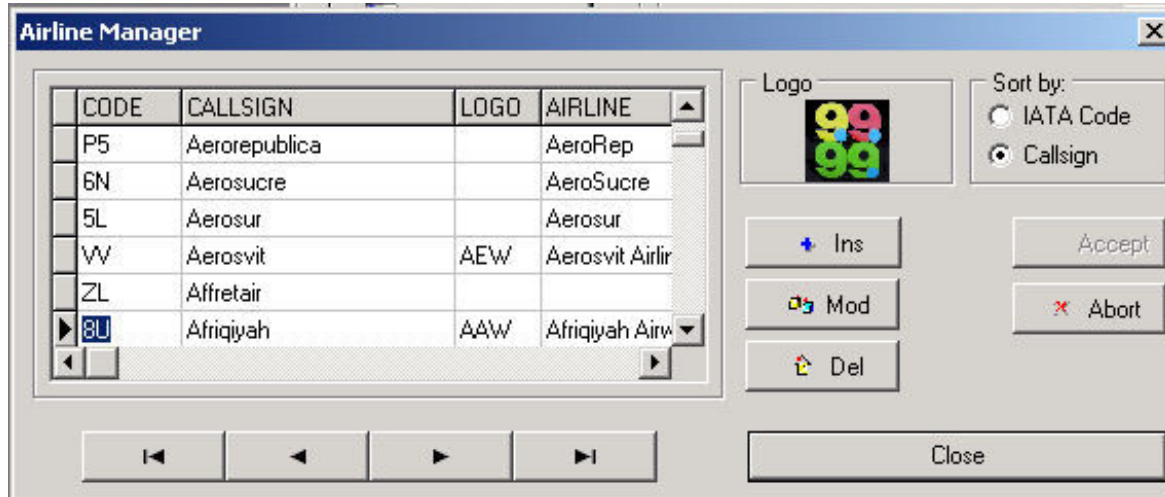 Airline Manager
CODE CALLSIGN LOGO AIRLINE
P5 Aerorepublica AeroRep
6N Aerosucre AeroSucre
5L Aerosur Aerosur
VV Aerosvit AEW Aerosvit Airlin
ZL Affretair
8U Afriqiyah AAW Afriqiyah Airw
Logo
99
99
Sort by:
IATA Code
Callsign
Ins
Mod
Del
Accept
Abort
Close